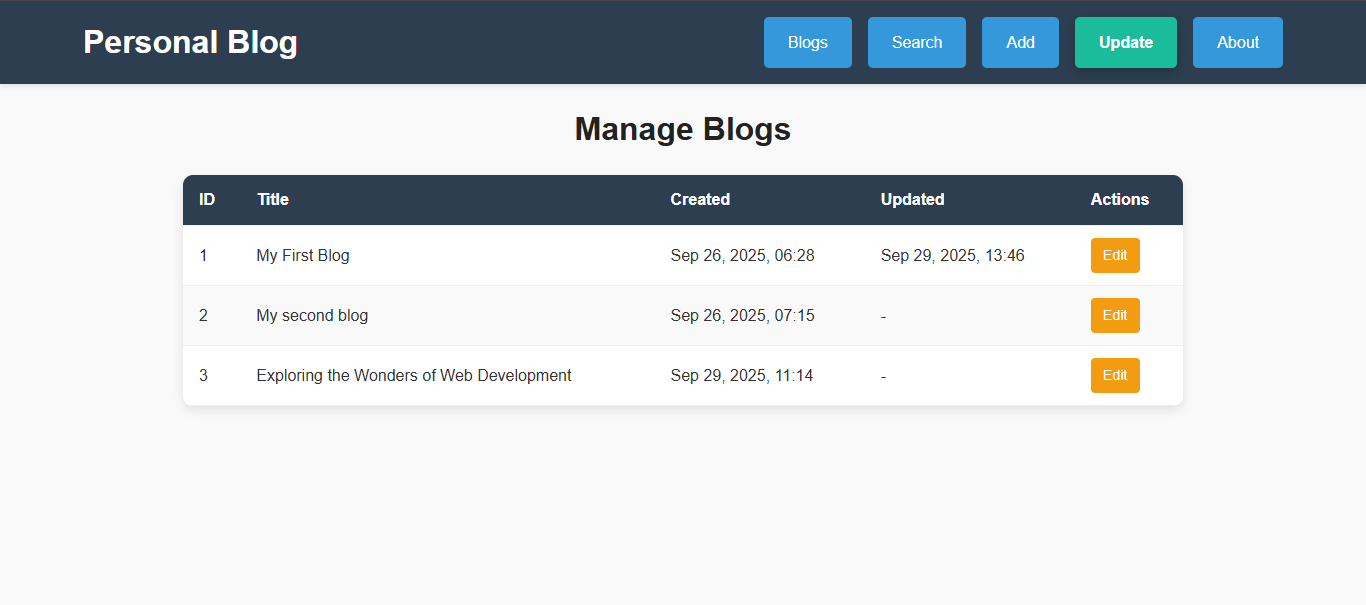 Personal Blog Blogs Search Add Update About
Manage Blogs
ID Title Created Updated Actions
1 My First Blog Sep 26, 2025, 06:28 Sep 29, 2025, 13:46 Edit
2 My second blog Sep 26, 2025, 07:15 - Edit
3 Exploring the Wonders of Web Development Sep 29, 2025, 11:14 - Edit